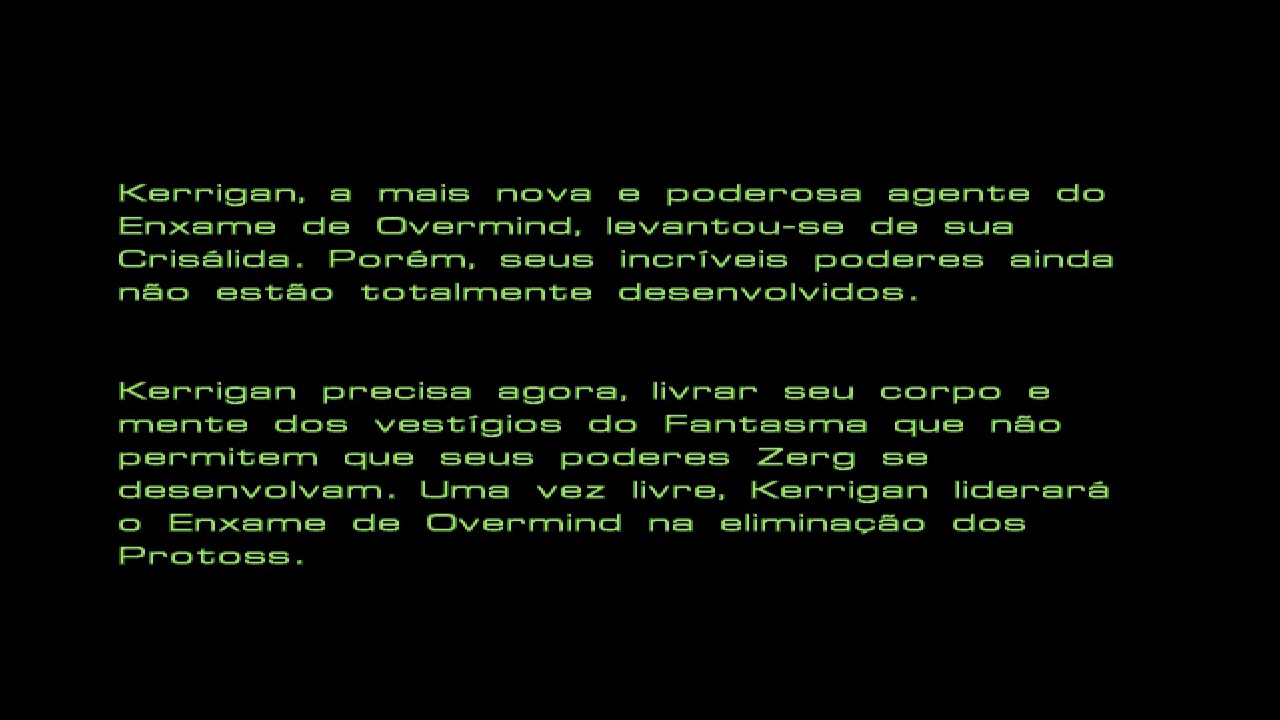 Kerrigan, a mais nova e poderosa agente do
Enxame de Overmind, levantou-se de sua
Crisálida. Porém, seus incríveis poderes ainda
não estão totalmente desenvolvidos.
Kerrigan precisa agora, livrar seu corpo e
mente dos vestígios do Fantasma que não
permitem que seus poderes Zerg se
desenvolvam. Uma vez livre, Kerrigan liderará
o Enxame de Overmind na eliminação dos
Protoss.